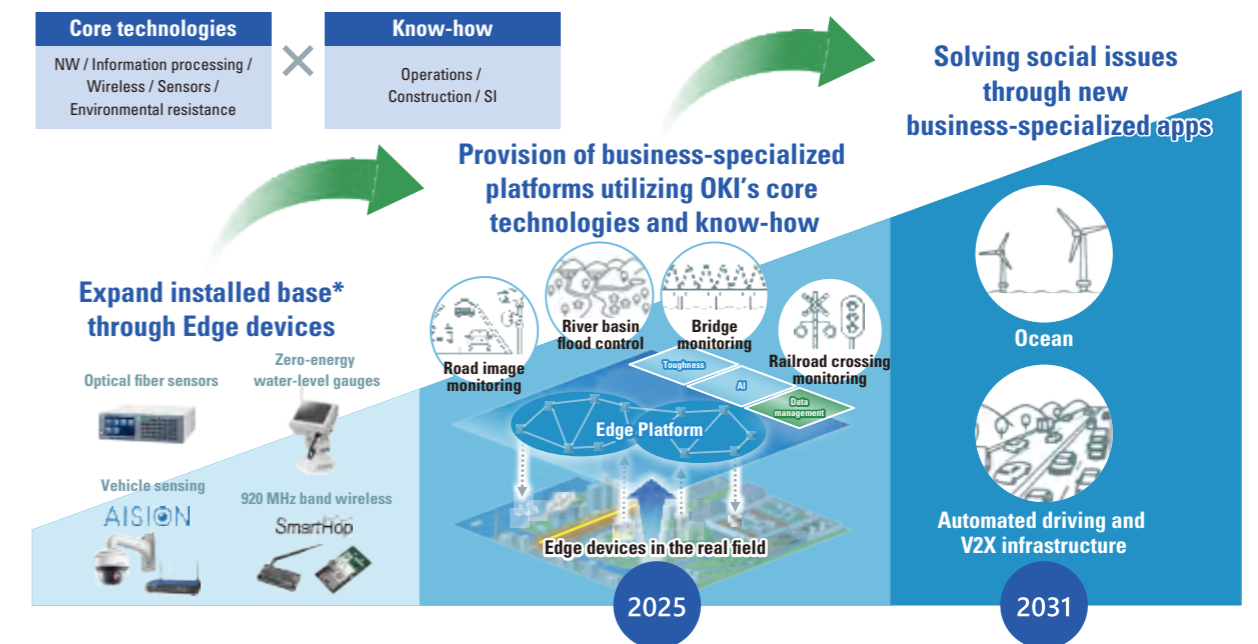 Core technologies
NW / Information processing /
Wireless / Sensors /
Environmental resistance
×
Know-how
Operations /
Construction / SI
Expand installed base*
through Edge devices
Optical fiber sensors
Zero-energy
water-level gauges
Vehicle sensing
AISION
920 MHz band wireless
SmartHop
Provision of business-specialized
platforms utilizing OKI's core
technologies and know-how
Road image
monitoring
River basin
flood control
Bridge
monitoring
Railroad crossing
monitoring
Toughness
AI
Data
management
Edge Platform
Edge devices in the real field
2025
Solving social issues
through new
business-specialized apps
Ocean
Automated driving and
V2X infrastructure
2031